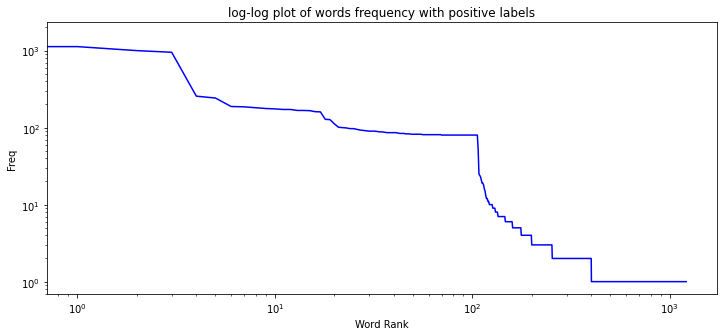 log-log plot of words frequency with positive labels
Freq
10³
10²
10¹
10⁰
10⁰ 10¹ 10² 10³
Word Rank